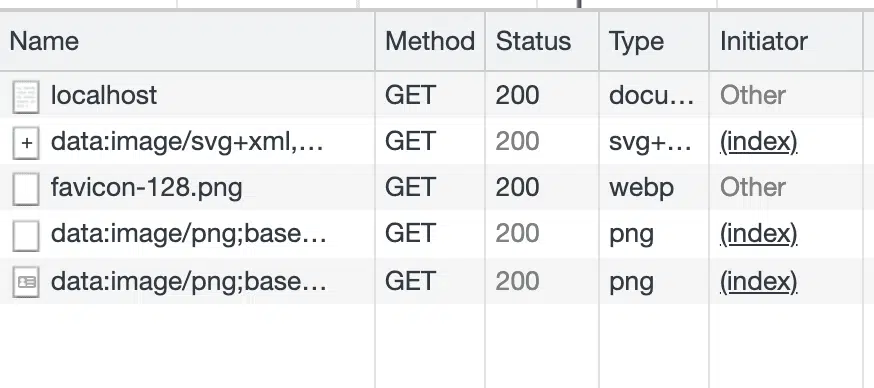 Name Method Status Type Initiator
localhost GET 200 docu… Other
data:image/svg+xml,… GET 200 svg+… (index)
favicon-128.png GET 200 webp Other
data:image/png;base… GET 200 png (index)
data:image/png;base… GET 200 png (index)